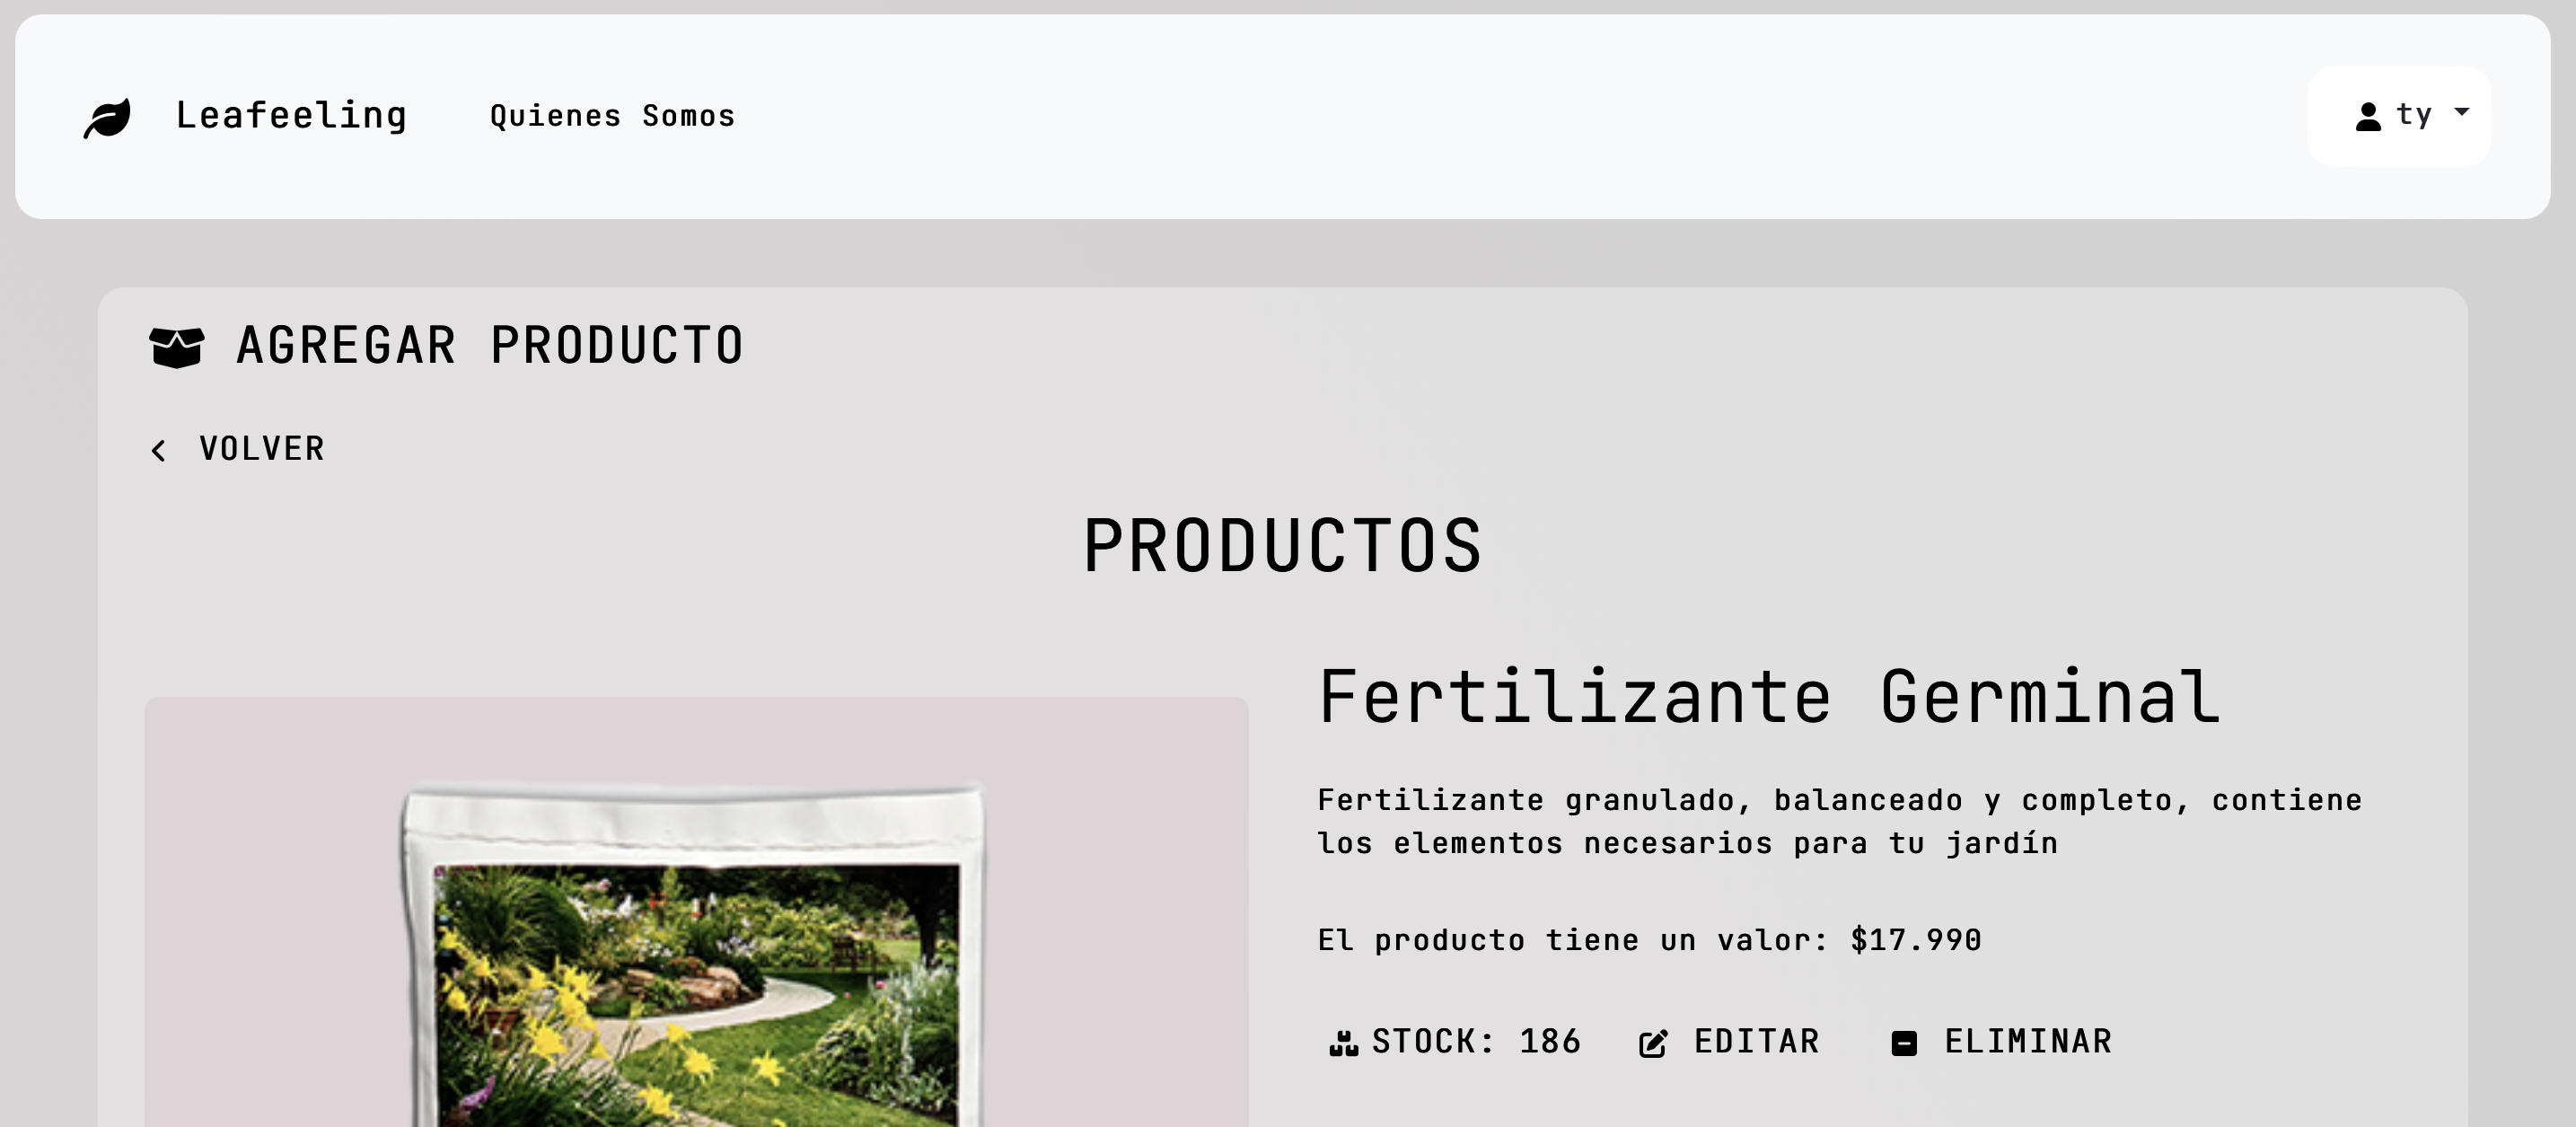 Leafeeling
Quienes Somos
ty
AGREGAR PRODUCTO
VOLVER
PRODUCTOS
Fertilizante Germinal
Fertilizante granulado, balanceado y completo, contiene
los elementos necesarios para tu jardín
El producto tiene un valor: $17.990
STOCK: 186
EDITAR
ELIMINAR